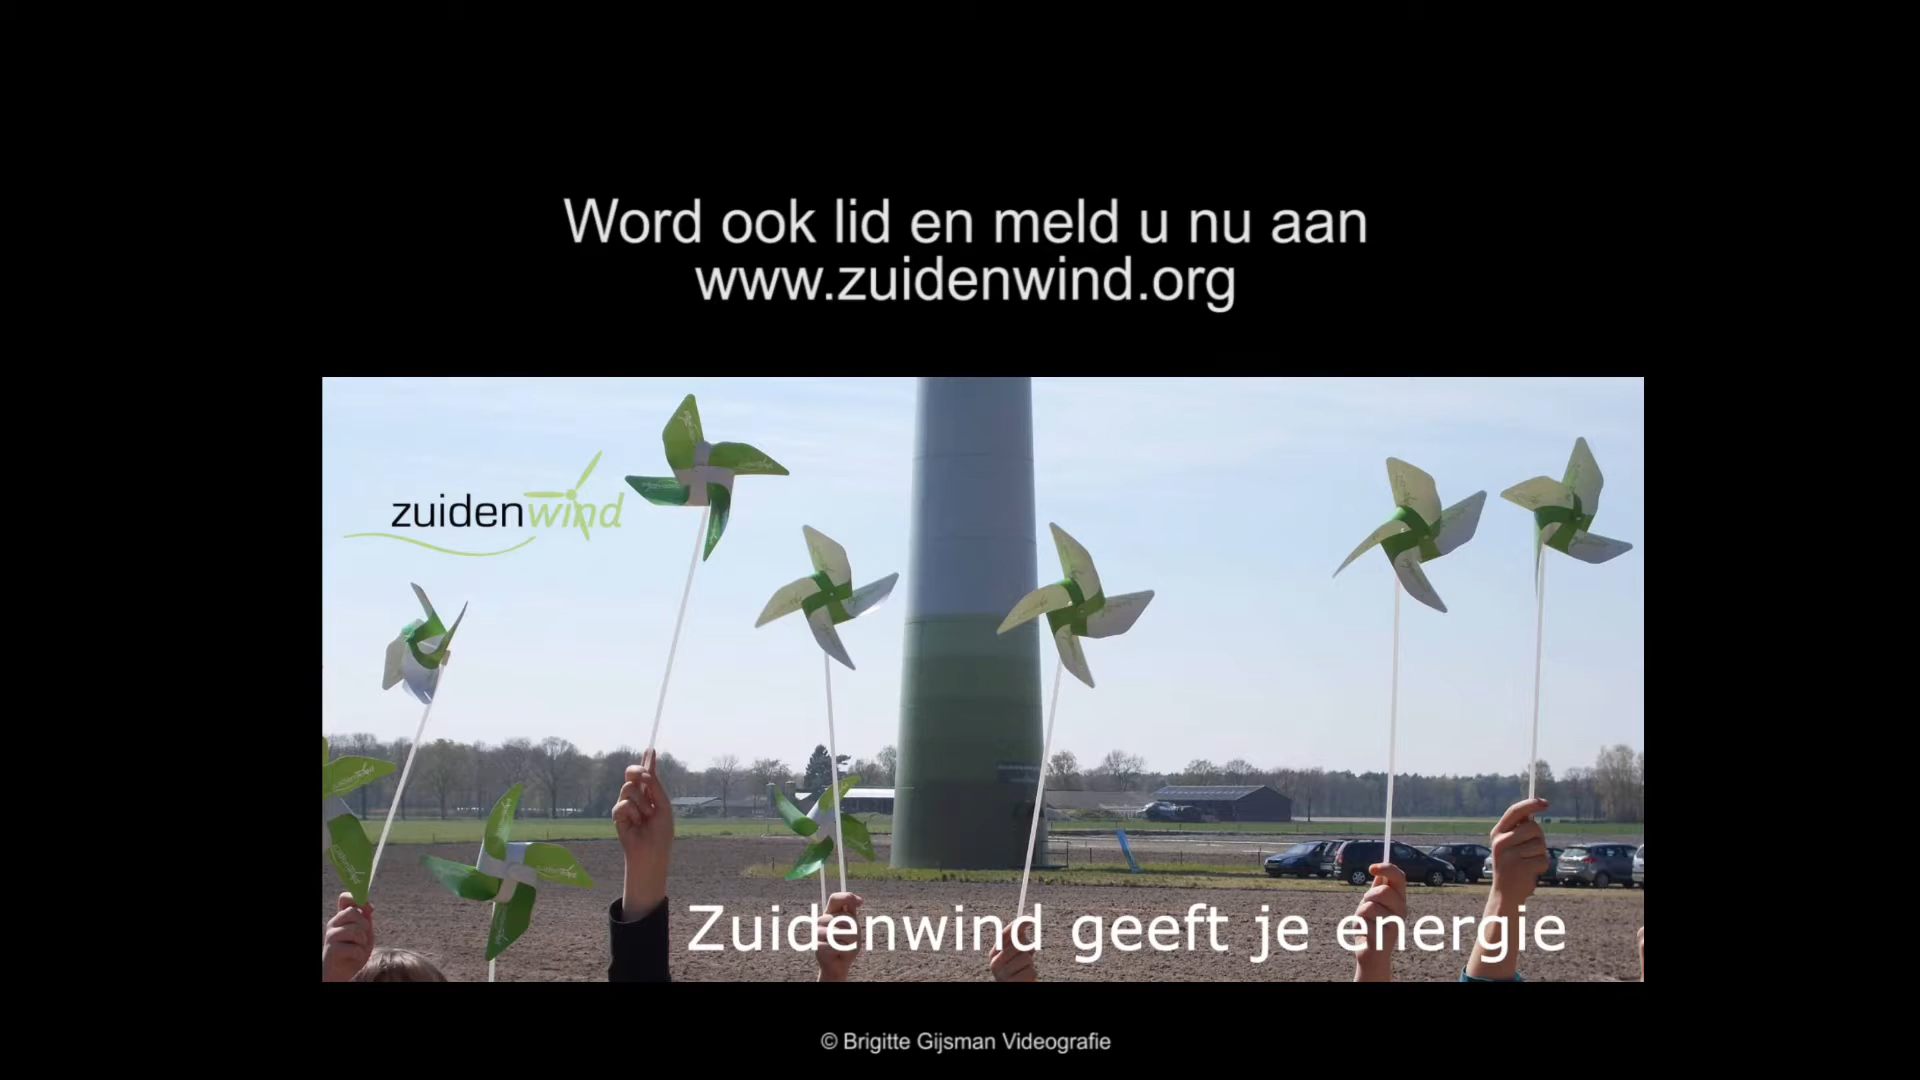 Word ook lid en meld u nu aan
www.zuidenwind.org
zuidenwind
Zuidenwind geeft je energie
© Brigitte Gijsman Videografie